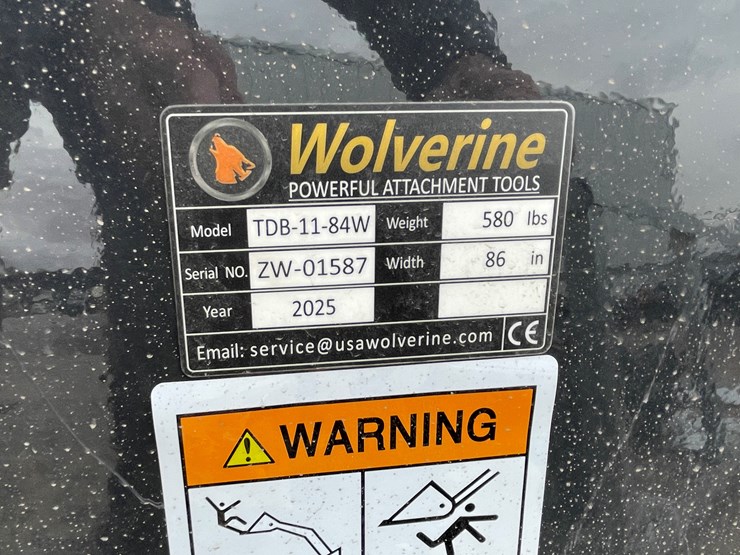 Wolverine
POWERFUL ATTACHMENT TOOLS
Model TDB-11-84W Weight 580 lbs
Serial NO. ZW-01587 Width 86 in
Year 2025
Email: service@usawolverine.com CE
WARNING